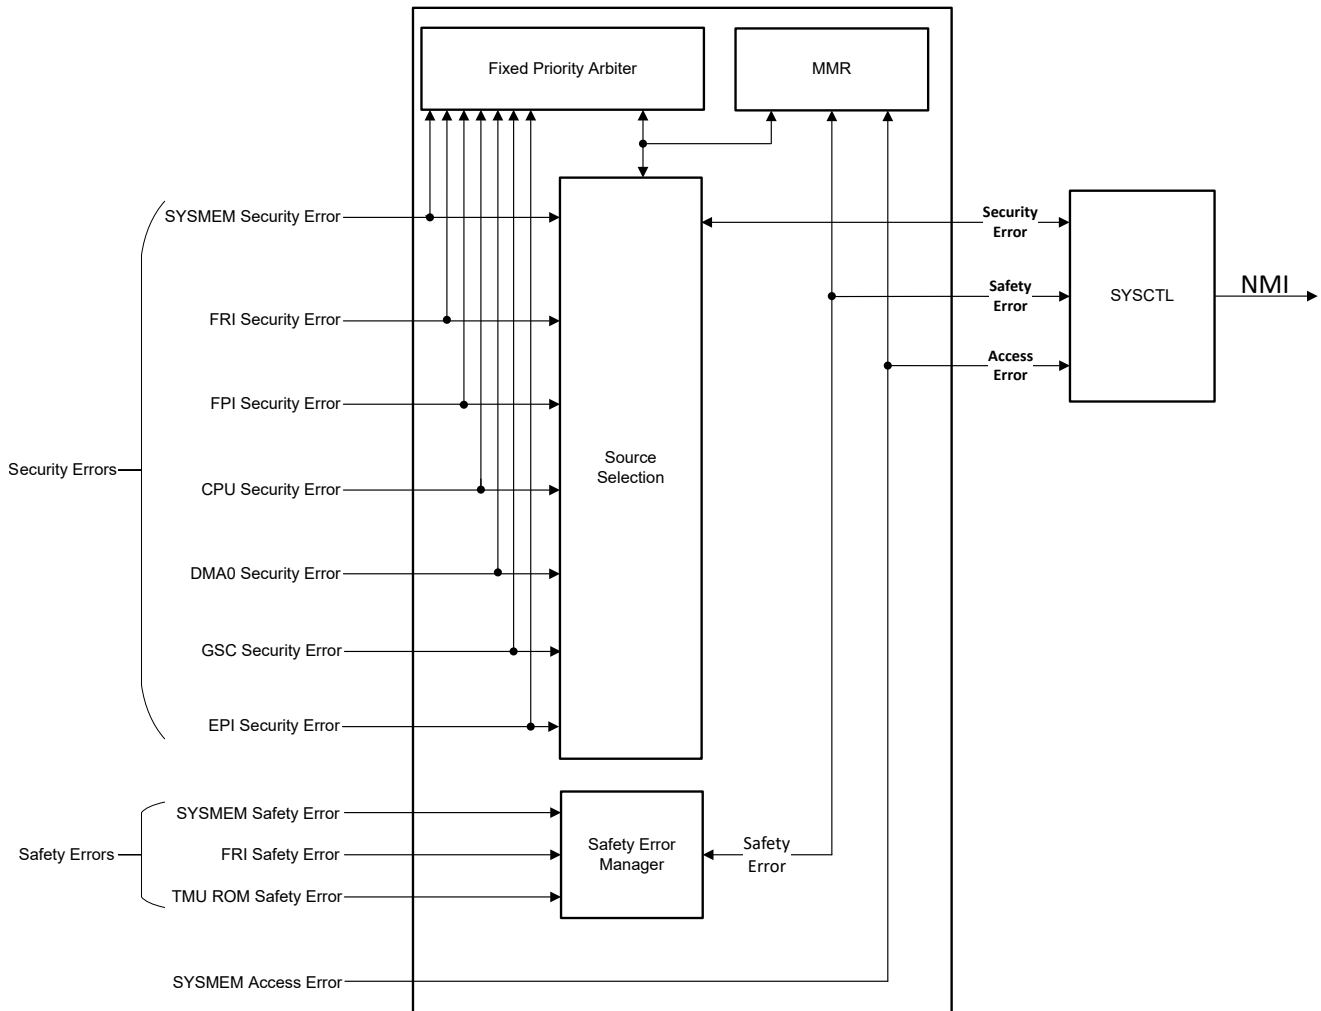 Fixed Priority Arbiter
MMR
SYSMEM Security Error
FRI Security Error
FPI Security Error
CPU Security Error
DMA0 Security Error
GSC Security Error
EPI Security Error
Security Errors
Source
Selection
Security
Error
Safety
Error
Access
Error
SYSCTL
NMI
SYSMEM Safety Error
FRI Safety Error
TMU ROM Safety Error
Safety Errors
Safety Error
Manager
Safety
Error
SYSMEM Access Error